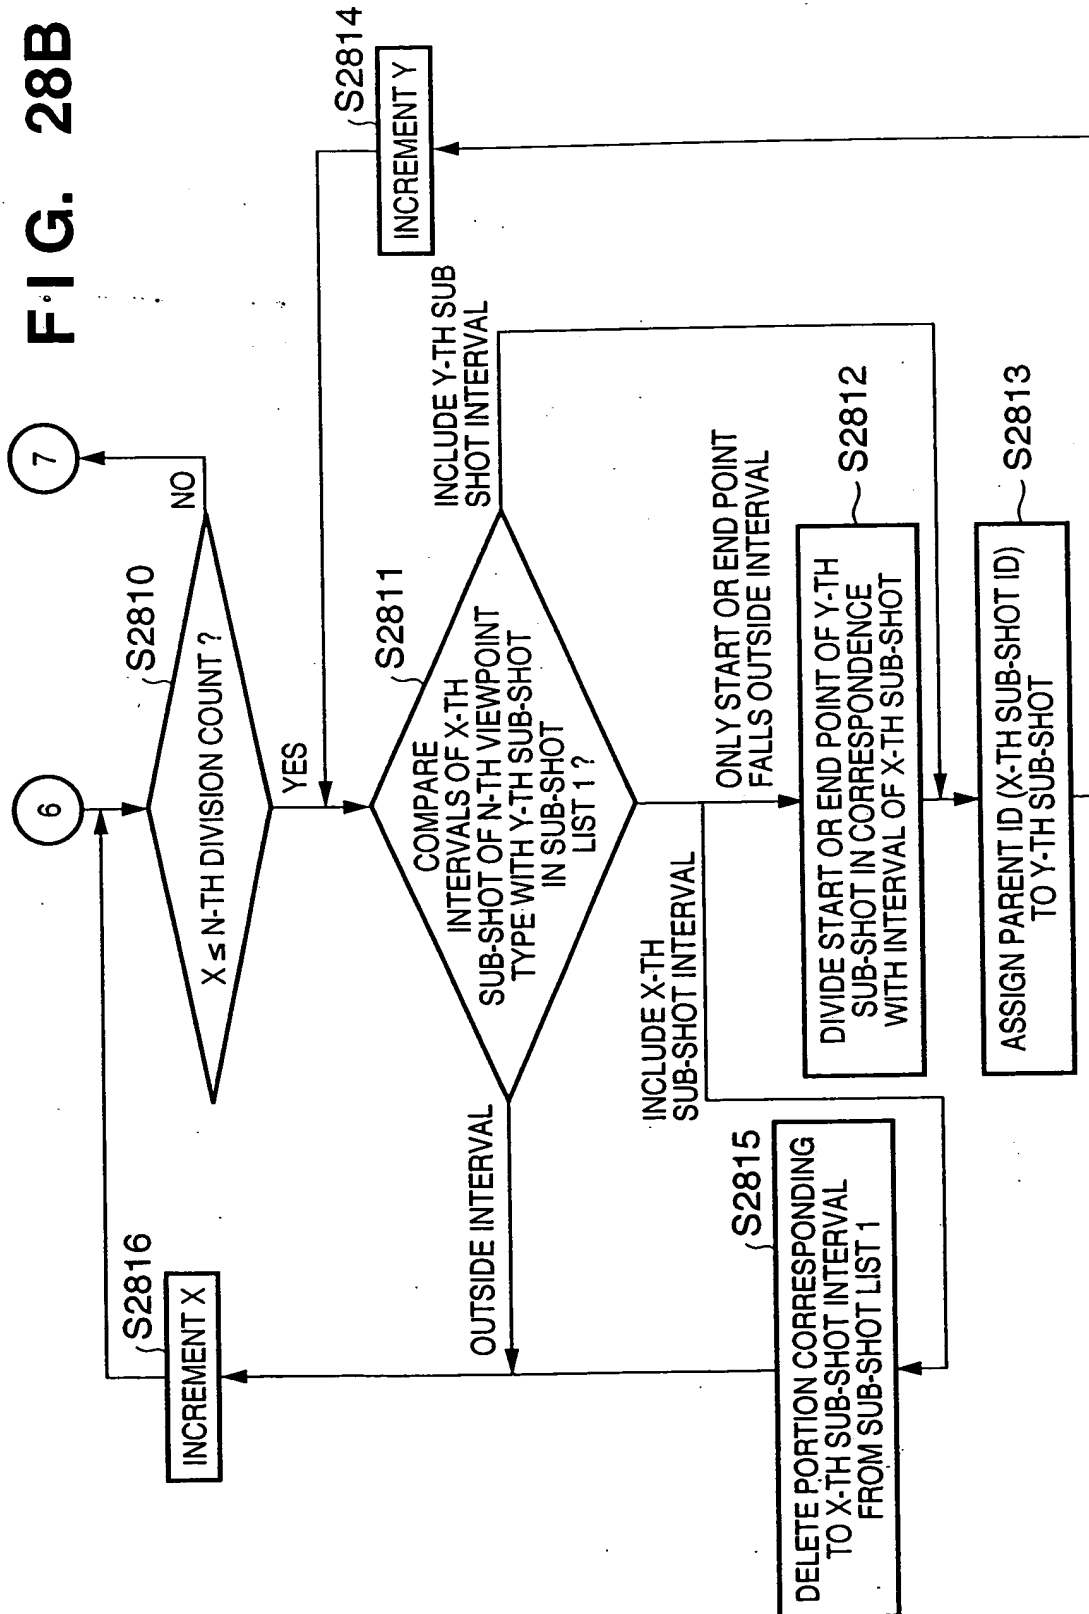 FIG. 28B
6
7
S2810
X ≤ N-TH DIVISION COUNT ?
NO
YES
S2816
INCREMENT X
S2814
INCREMENT Y
S2811
COMPARE
INTERVALS OF X-TH
SUB-SHOT OF N-TH VIEWPOINT
TYPE WITH Y-TH SUB-SHOT
IN SUB-SHOT
LIST 1 ?
OUTSIDE INTERVAL
INCLUDE Y-TH SUB
SHOT INTERVAL
INCLUDE X-TH
SUB-SHOT INTERVAL
ONLY START OR END POINT
FALLS OUTSIDE INTERVAL
S2815
DELETE PORTION CORRESPONDING
TO X-TH SUB-SHOT INTERVAL
FROM SUB-SHOT LIST 1
S2812
DIVIDE START OR END POINT OF Y-TH
SUB-SHOT IN CORRESPONDENCE
WITH INTERVAL OF X-TH SUB-SHOT
S2813
ASSIGN PARENT ID (X-TH SUB-SHOT ID)
TO Y-TH SUB-SHOT